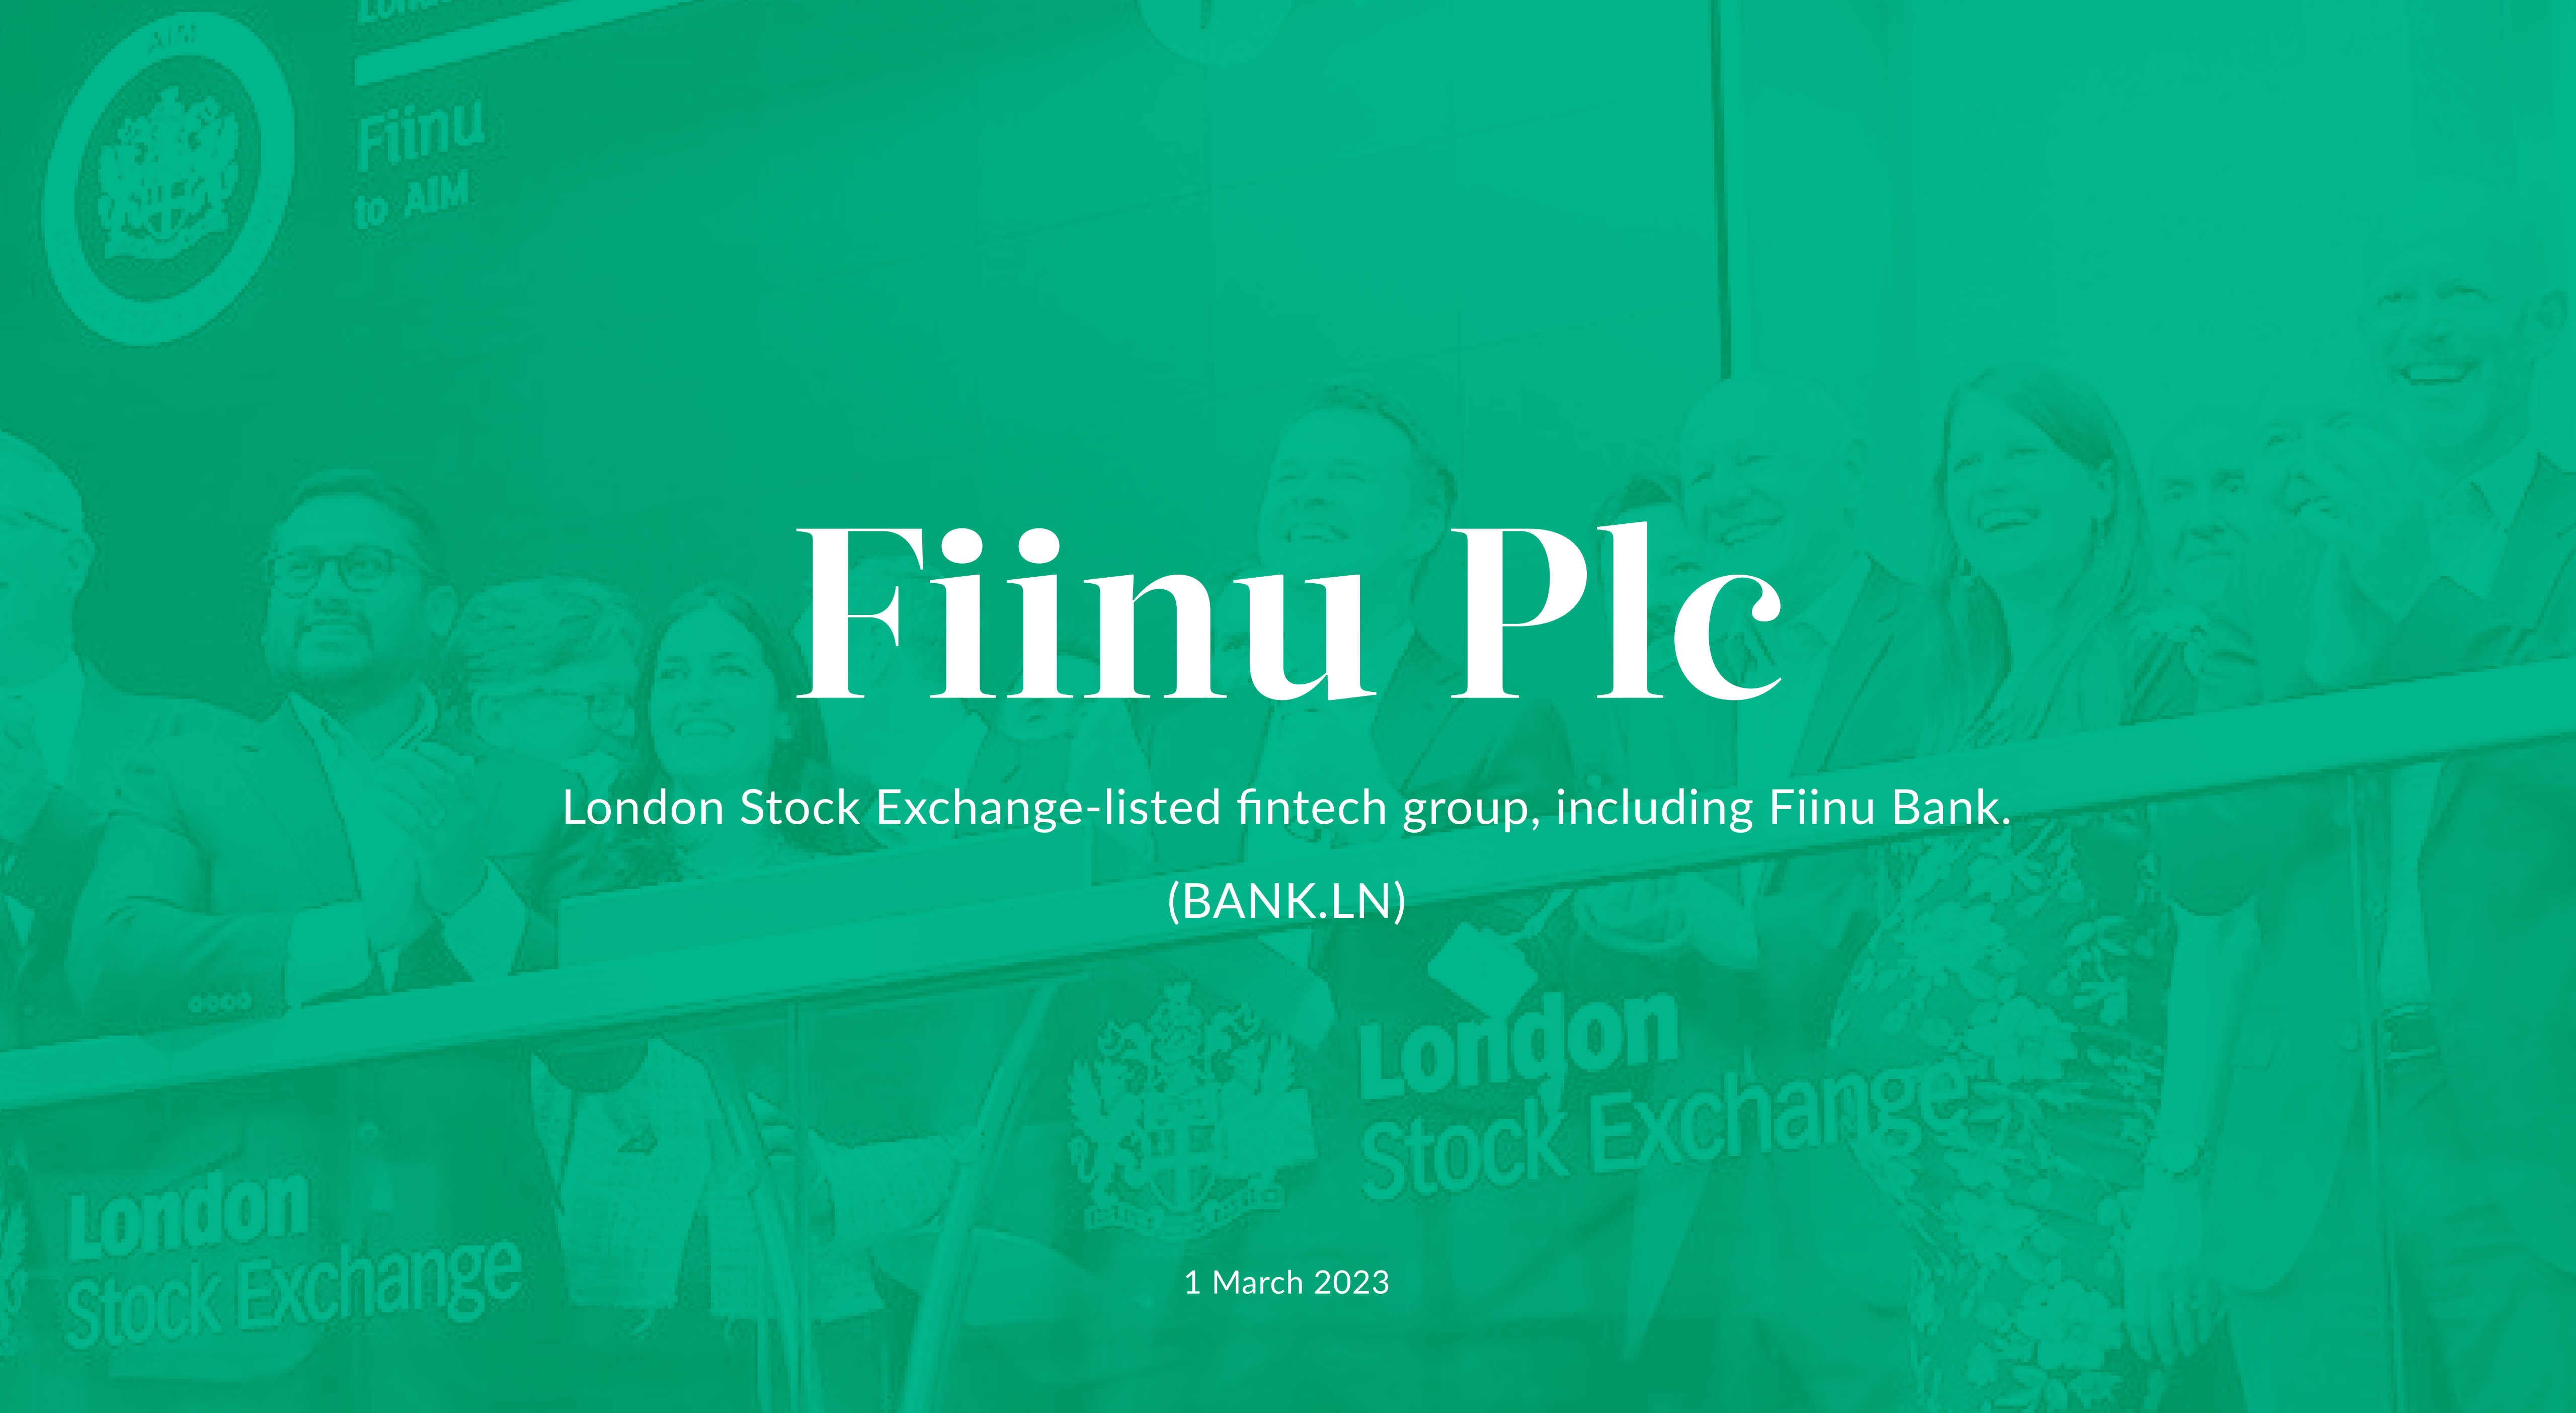 AIM
Fiinu
to AIM
Fiinu Plc
London Stock Exchange-listed fintech group, including Fiinu Bank.
(BANK.LN)
London
Stock Exchange
London
Stock Exchange
1 March 2023